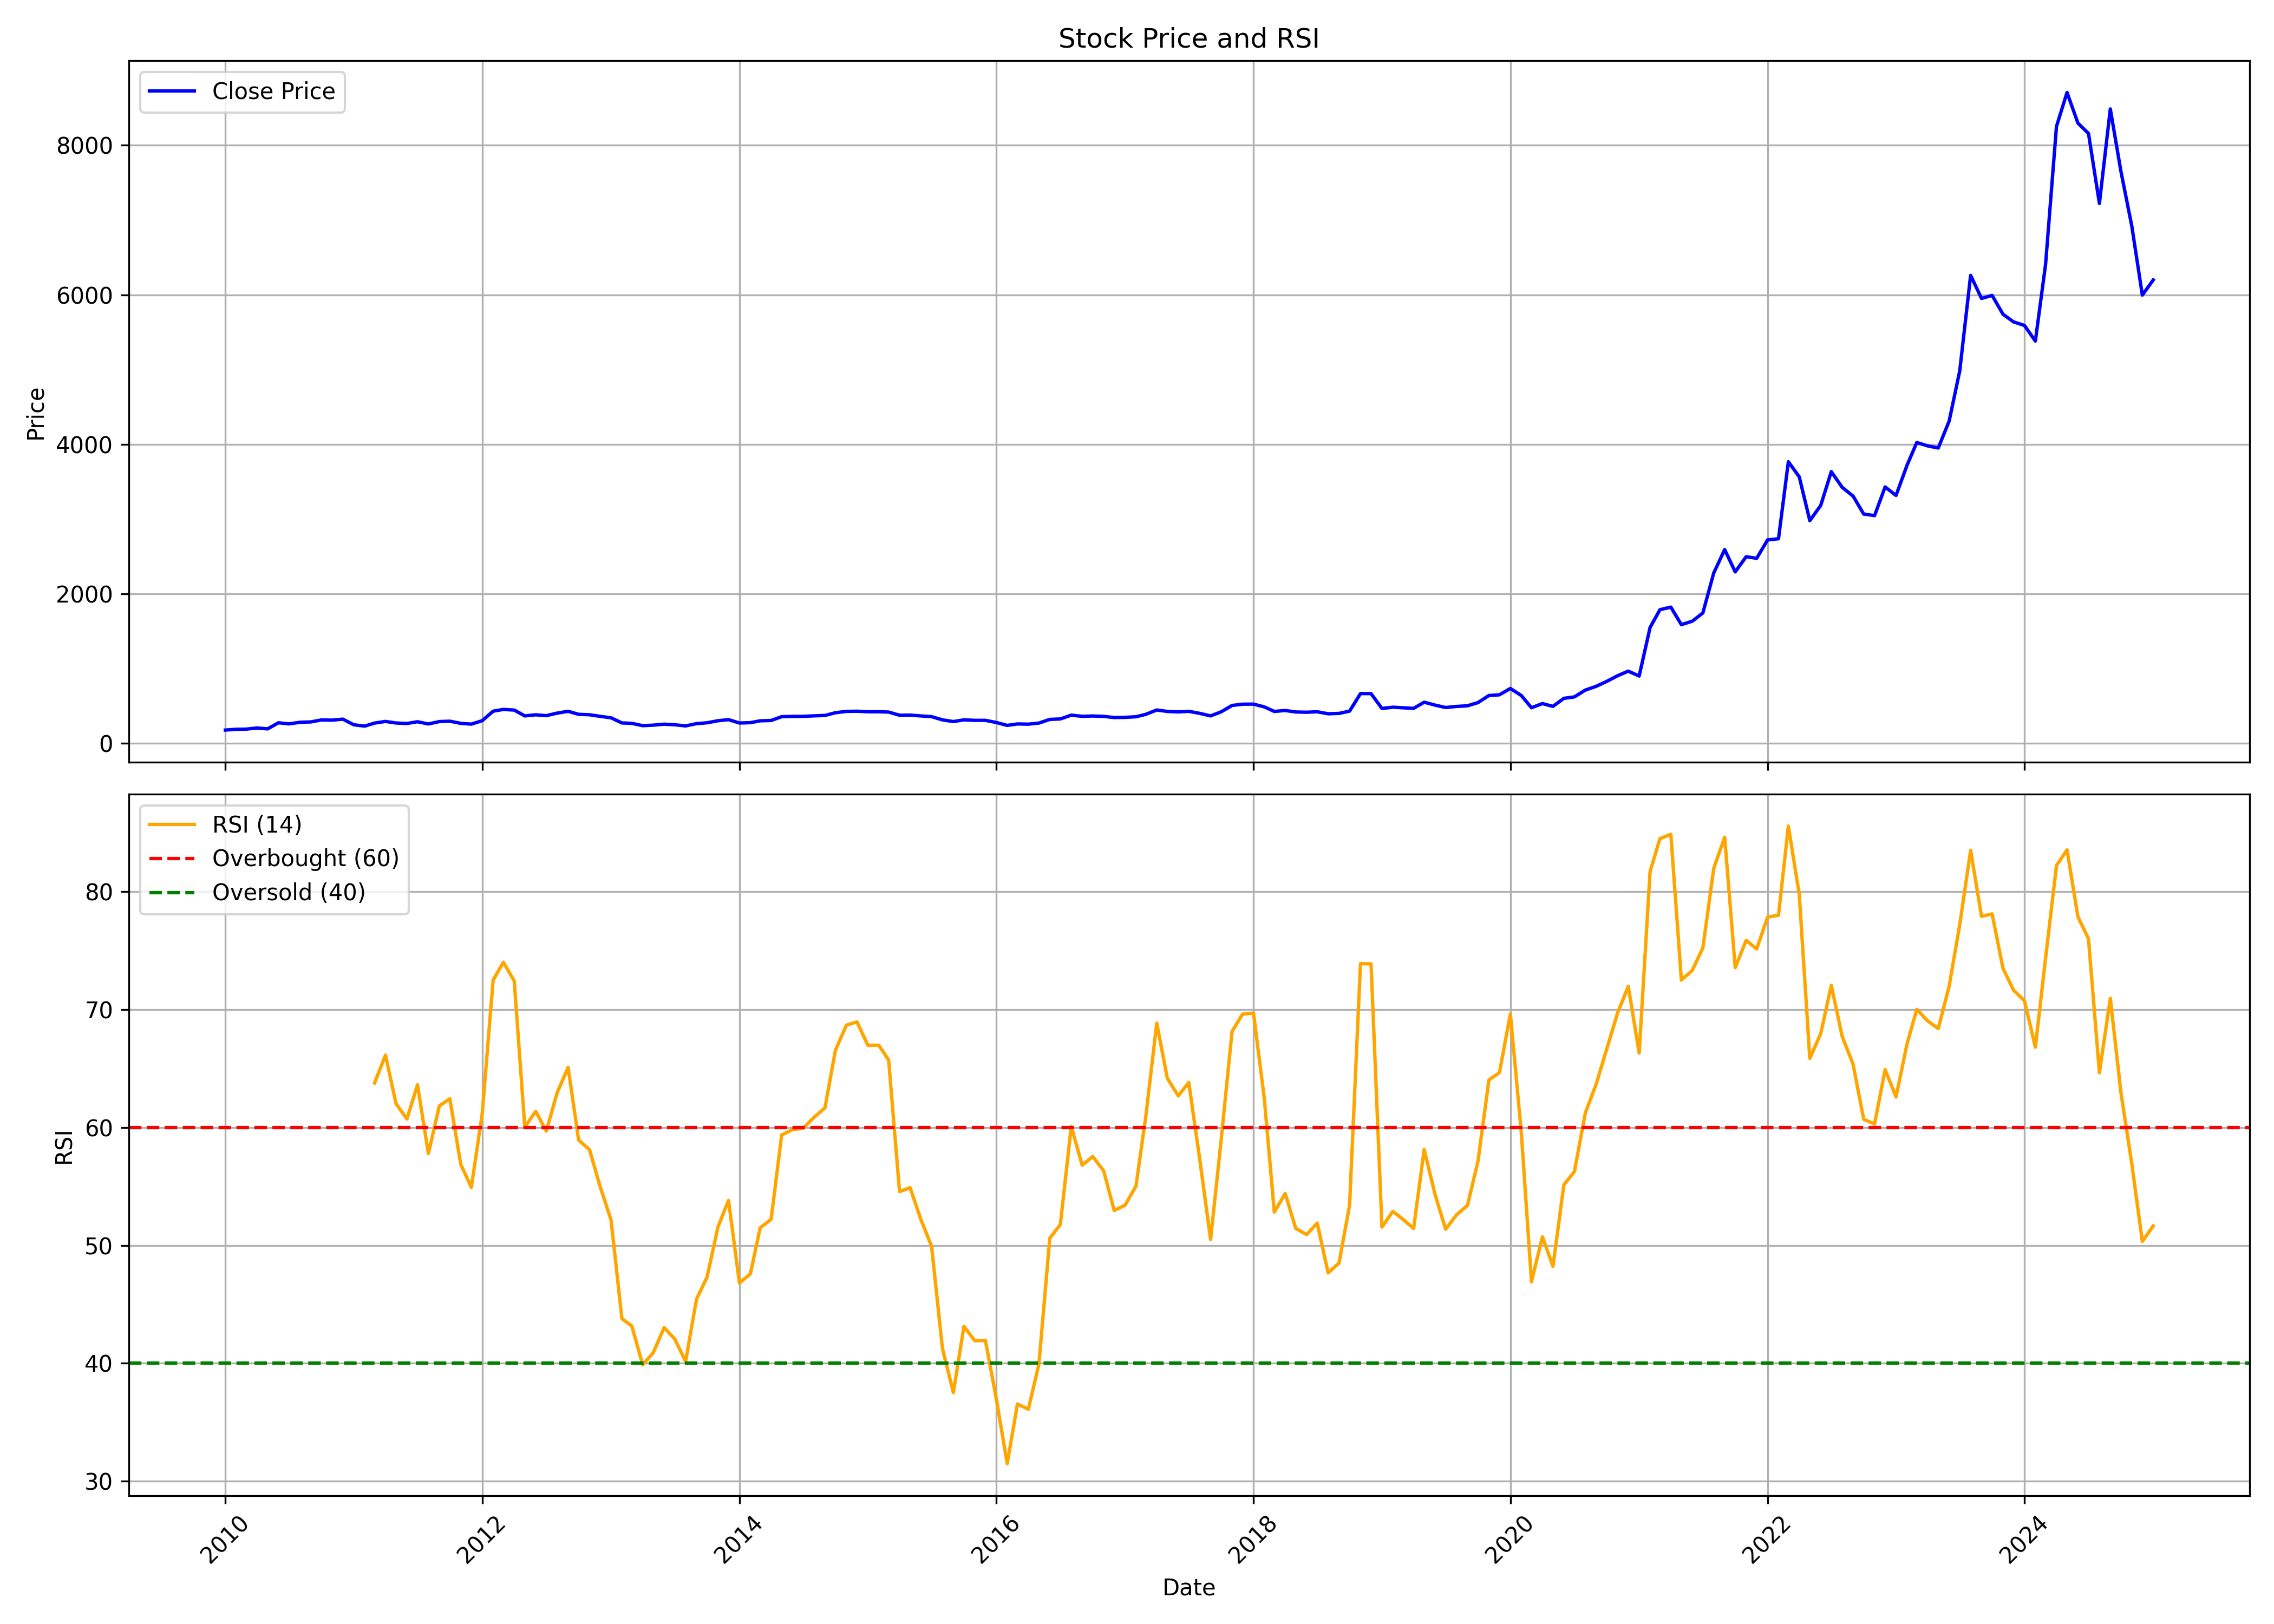 Stock Price and RSI
Close Price
8000
6000
4000
2000
0
Price
RSI (14)
Overbought (60)
Oversold (40)
80
70
60
50
40
30
RSI
2010
2012
2014
2016
2018
2020
2022
2024
Date